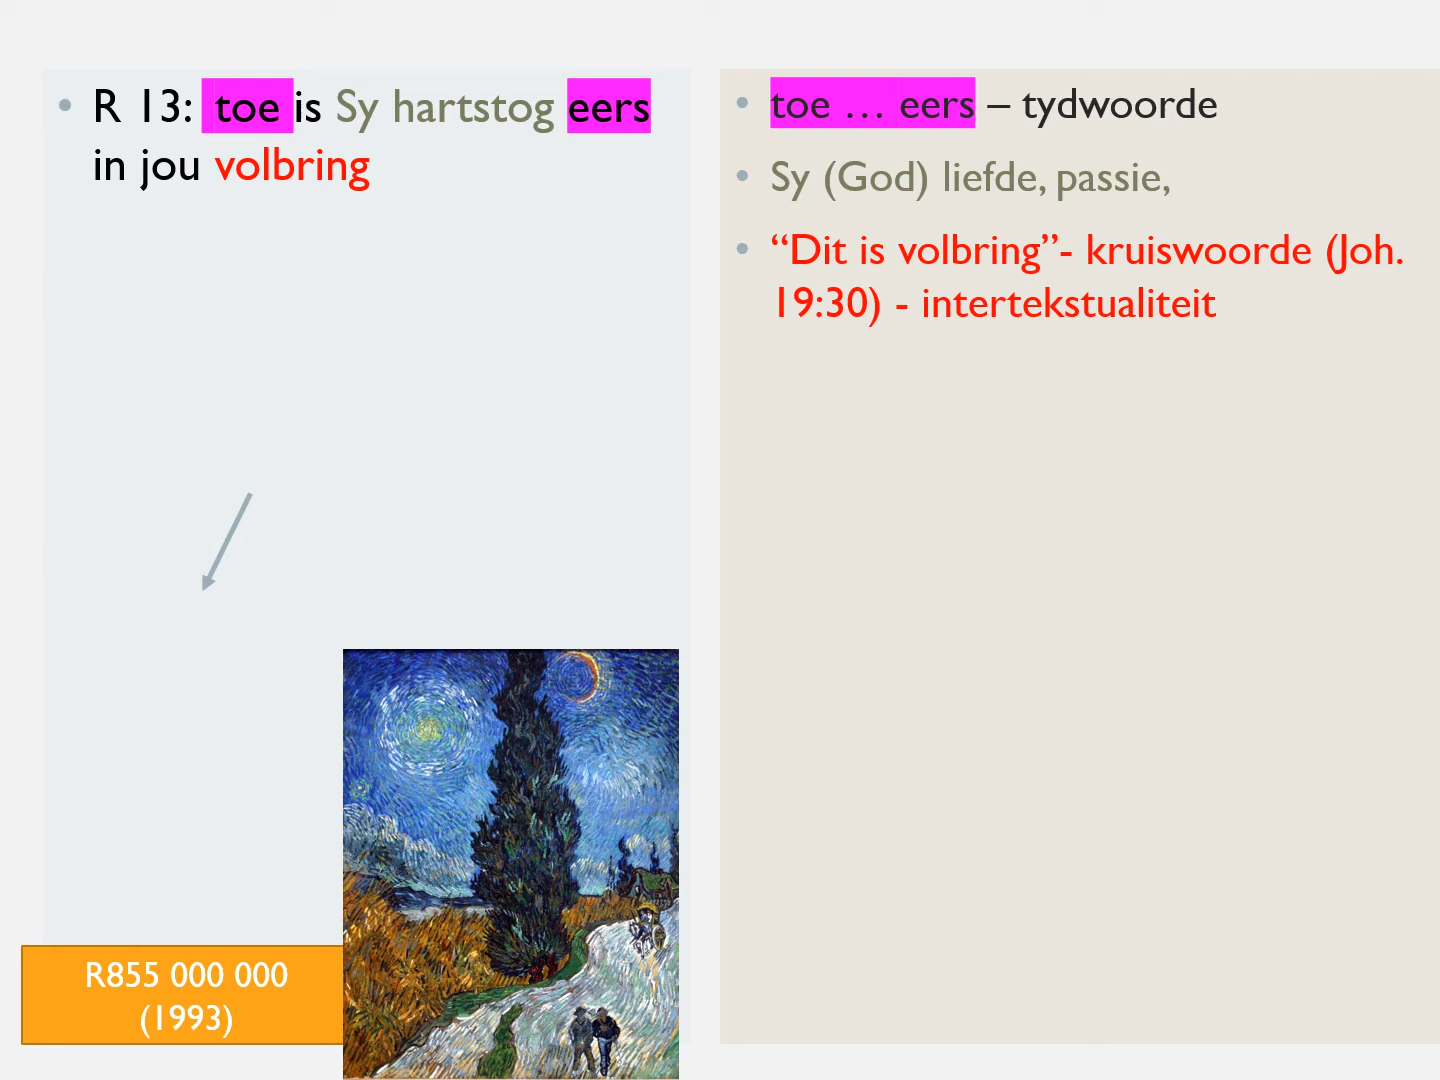 R 13: toe is Sy hartstog eers
in jou volbring
toe … eers – tydwoorde
Sy (God) liefde, passie,
“Dit is volbring”- kruiswoorde (Joh.
19:30) - intertekstualiteit
R855 000 000
(1993)